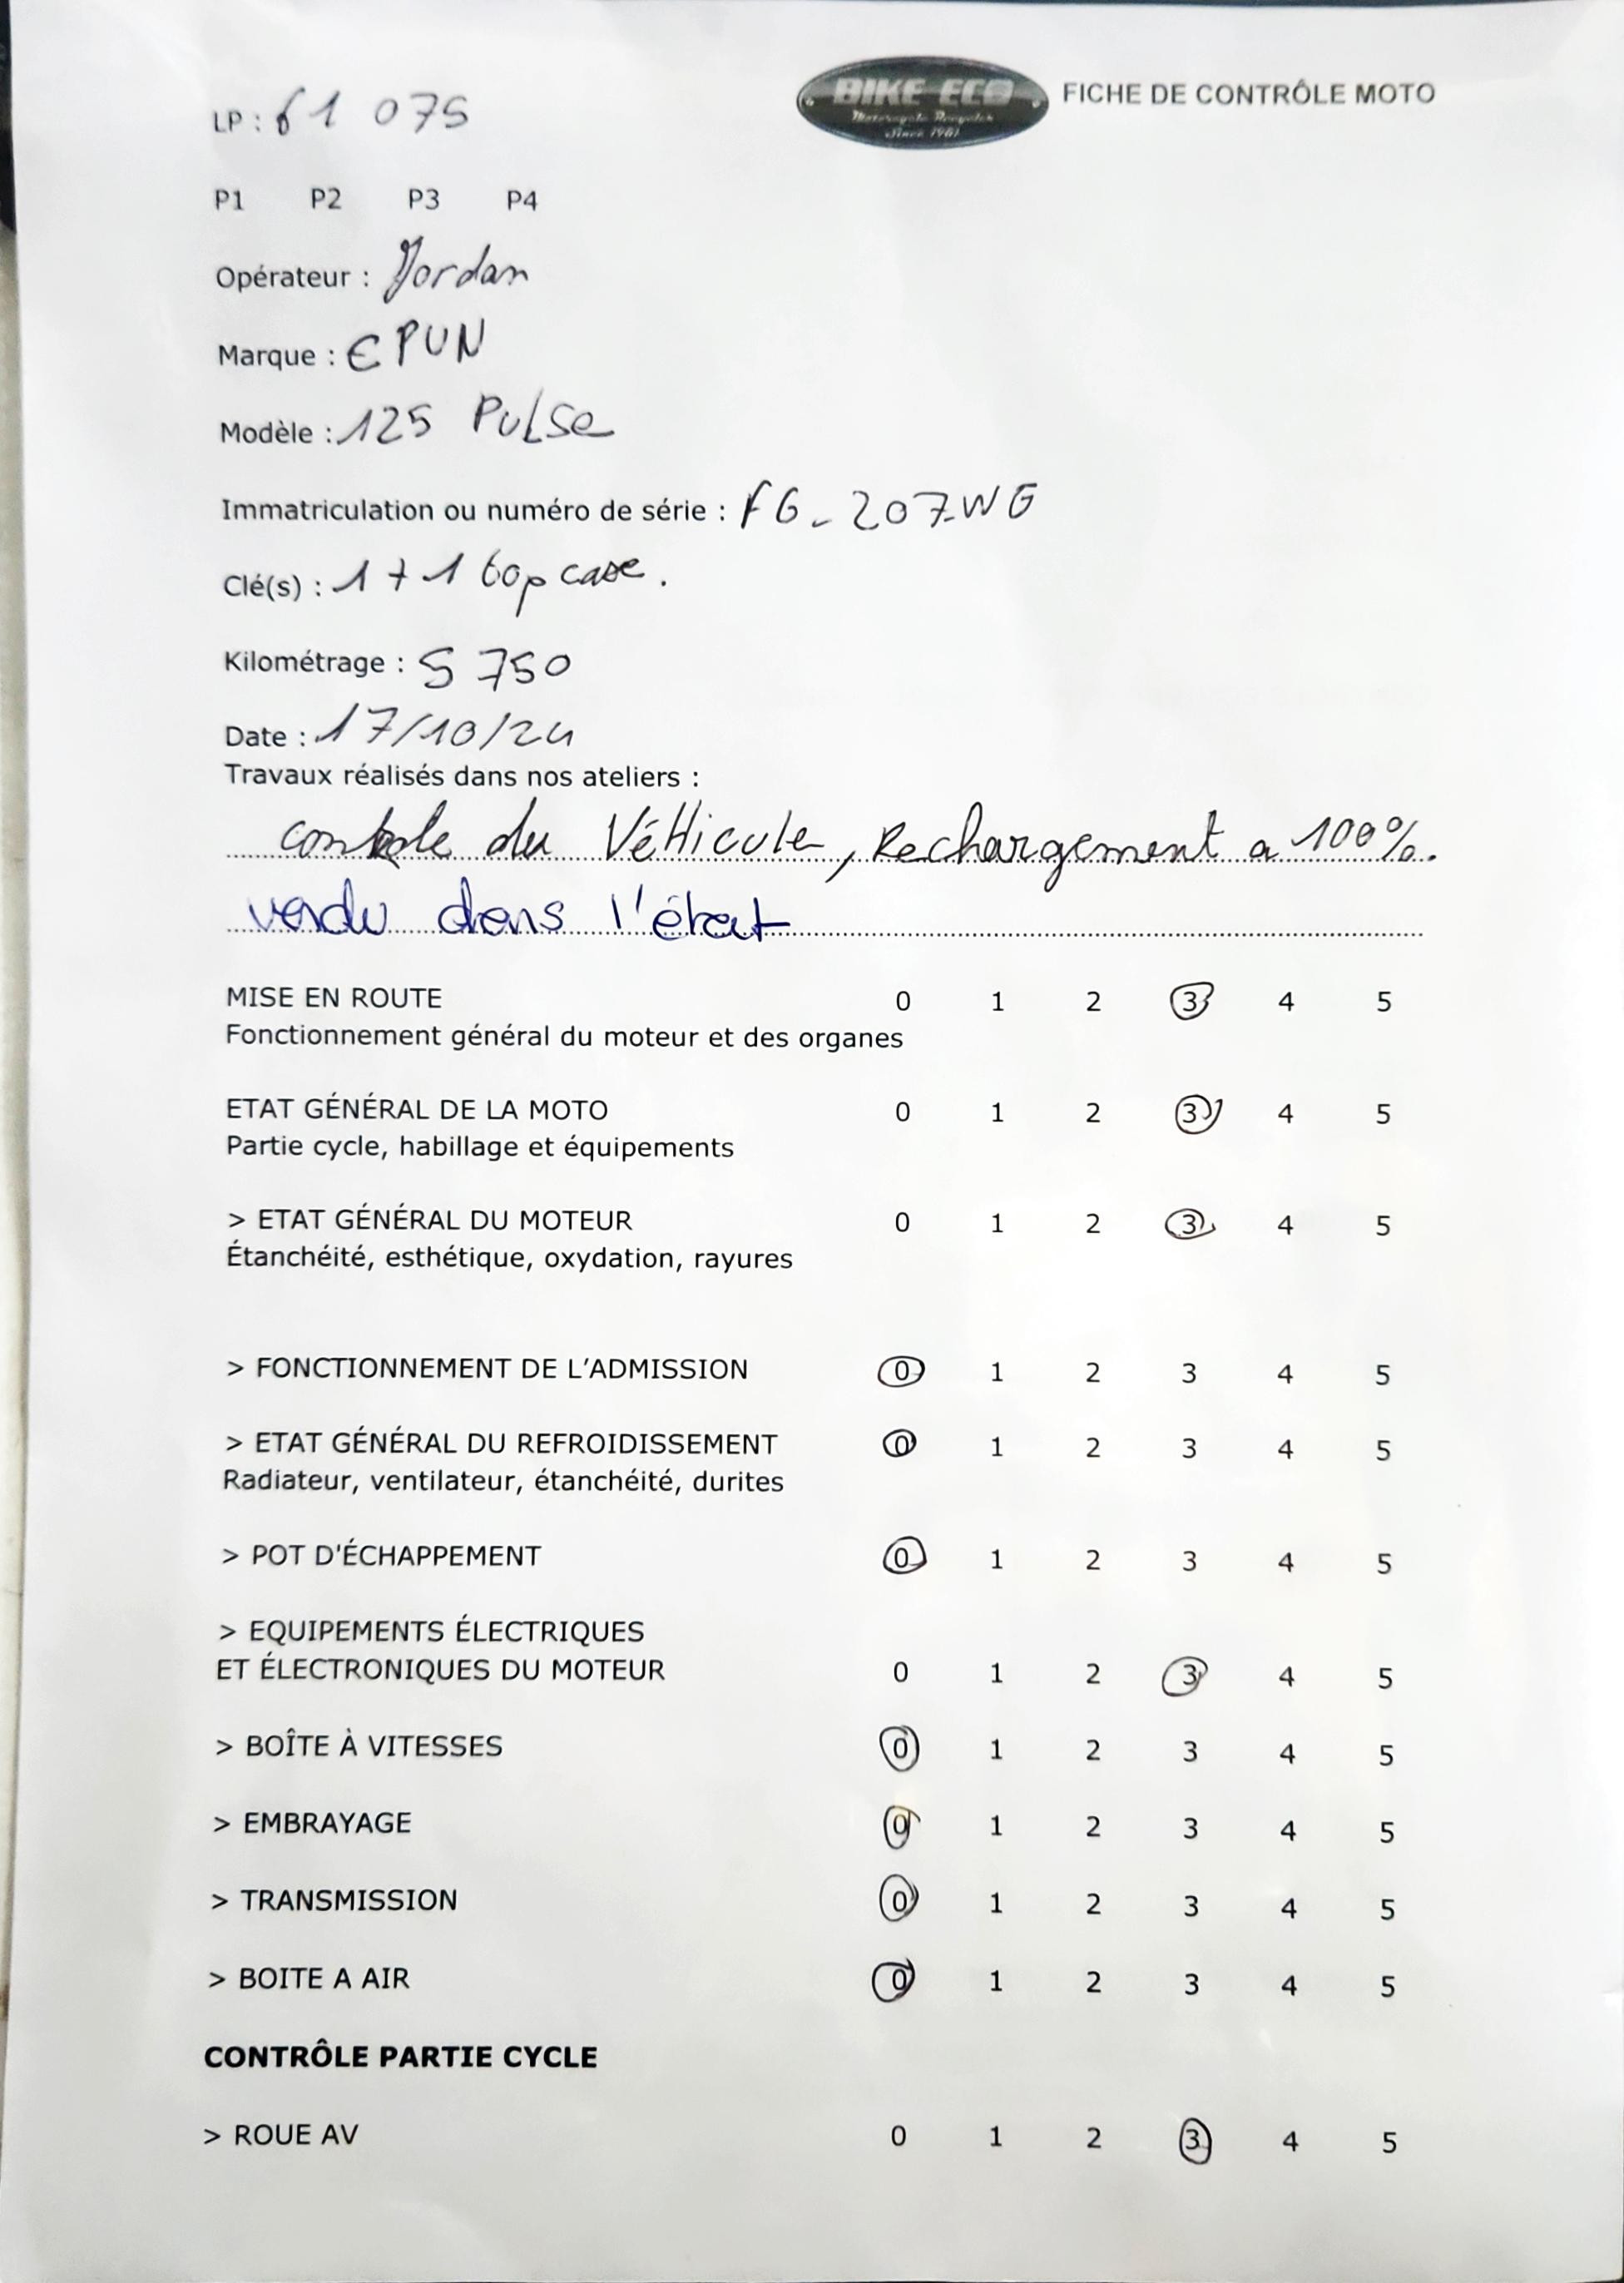 BIKE ECO
Motorcycle Recycler
Since 1981
FICHE DE CONTRÔLE MOTO
LP : 61 075
P1 P2 P3 P4
Opérateur : Jordan
Marque : EPUN
Modèle : 125 PULSe
Immatriculation ou numéro de série : FG-207WG
Clé(s) : 1 + 1 top case.
Kilométrage : 5 750
Date : 17/10/24
Travaux réalisés dans nos ateliers :
controle du VéHicule, Rechargement a 100%.
vendu dans l'état
MISE EN ROUTE 0 1 2 3 4 5
Fonctionnement général du moteur et des organes
ETAT GÉNÉRAL DE LA MOTO 0 1 2 3 4 5
Partie cycle, habillage et équipements
> ETAT GÉNÉRAL DU MOTEUR 0 1 2 3 4 5
Étanchéité, esthétique, oxydation, rayures
> FONCTIONNEMENT DE L'ADMISSION 0 1 2 3 4 5
> ETAT GÉNÉRAL DU REFROIDISSEMENT 0 1 2 3 4 5
Radiateur, ventilateur, étanchéité, durites
> POT D'ÉCHAPPEMENT 0 1 2 3 4 5
> EQUIPEMENTS ÉLECTRIQUES
ET ÉLECTRONIQUES DU MOTEUR 0 1 2 3 4 5
> BOÎTE À VITESSES 0 1 2 3 4 5
> EMBRAYAGE 0 1 2 3 4 5
> TRANSMISSION 0 1 2 3 4 5
> BOITE A AIR 0 1 2 3 4 5
CONTRÔLE PARTIE CYCLE
> ROUE AV 0 1 2 3 4 5